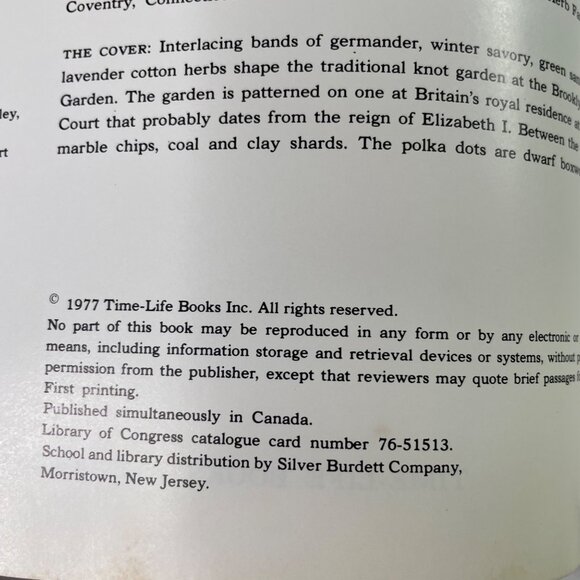 Coventry,
THE COVER: Interlacing bands of germander, winter savory, green
lavender cotton herbs shape the traditional knot garden at the
Garden. The garden is patterned on one at Britain's royal residence
Court that probably dates from the reign of Elizabeth I. Between the
marble chips, coal and clay shards. The polka dots are dwarf
ley,
rt
© 1977 Time-Life Books Inc. All rights reserved.
No part of this book may be reproduced in any form or by any electronic or
means, including information storage and retrieval devices or systems, without
permission from the publisher, except that reviewers may quote brief passages
First printing.
Published simultaneously in Canada.
Library of Congress catalogue card number 76-51513.
School and library distribution by Silver Burdett Company,
Morristown, New Jersey.